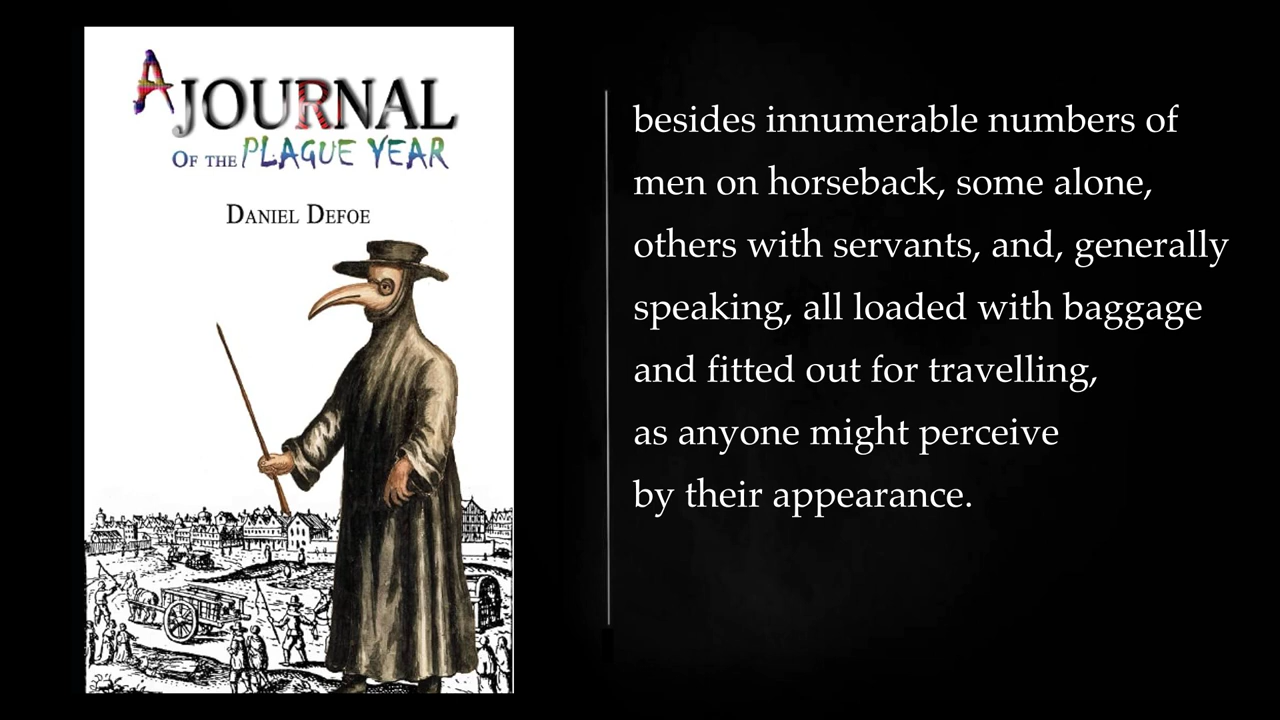 A JOURNAL
OF THE PLAGUE YEAR
DANIEL DEFOE
besides innumerable numbers of
men on horseback, some alone,
others with servants, and, generally
speaking, all loaded with baggage
and fitted out for travelling,
as anyone might perceive
by their appearance.